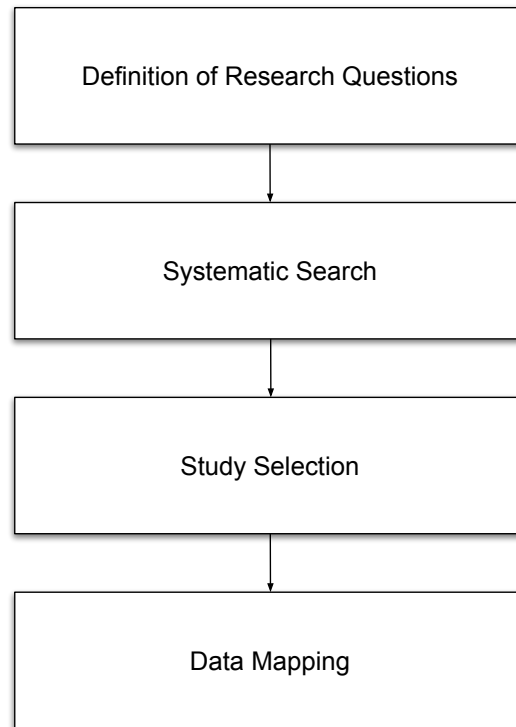 Definition of Research Questions
Systematic Search
Study Selection
Data Mapping